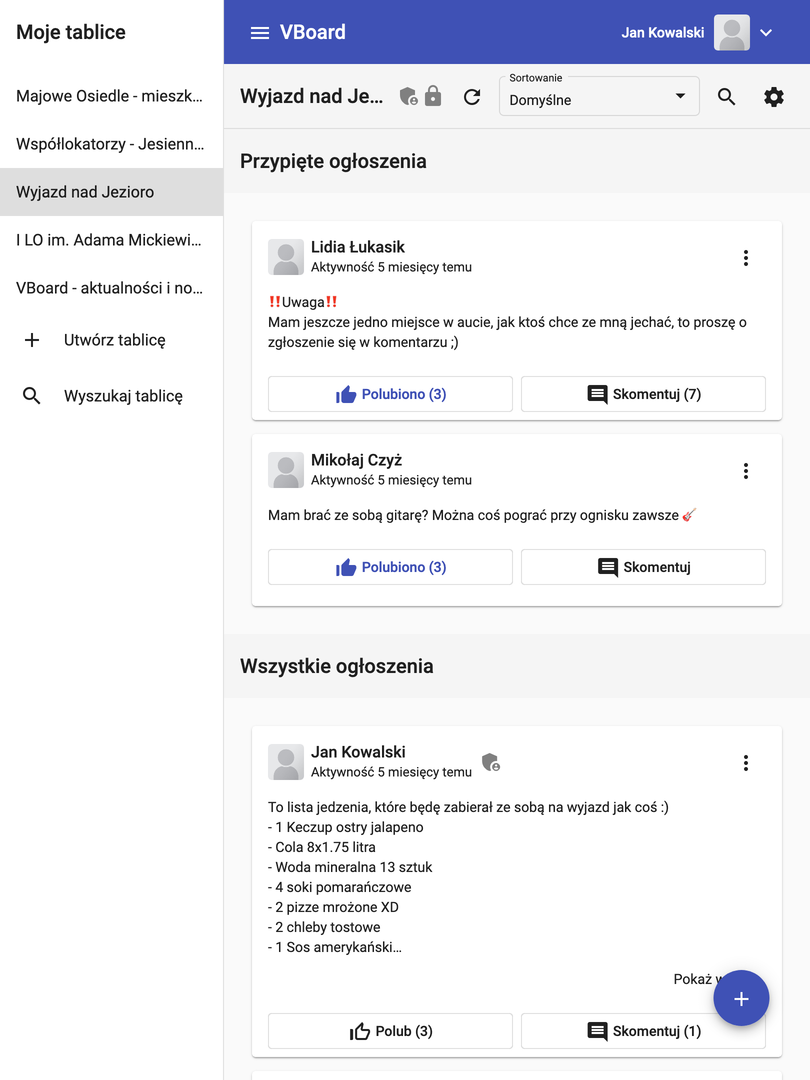 Moje tablice
VBoard
Jan Kowalski
Majowe Osiedle - mieszk...
Współlokatorzy - Jesienn...
Wyjazd nad Jezioro
I LO im. Adama Mickiewi...
VBoard - aktualności i no...
Utwórz tablicę
Wyszukaj tablicę
Wyjazd nad Je...
Sortowanie
Domyślne
Przypięte ogłoszenia
Lidia Łukasik
Aktywność 5 miesięcy temu
‼️Uwaga‼️
Mam jeszcze jedno miejsce w aucie, jak ktoś chce ze mną jechać, to proszę o
zgłoszenie się w komentarzu ;)
Polubiono (3)
Skomentuj (7)
Mikołaj Czyż
Aktywność 5 miesięcy temu
Mam brać ze sobą gitarę? Można coś pograć przy ognisku zawsze 🎸
Polubiono (3)
Skomentuj
Wszystkie ogłoszenia
Jan Kowalski
Aktywność 5 miesięcy temu
To lista jedzenia, które będę zabierał ze sobą na wyjazd jak coś :)
- 1 Keczup ostry jalapeno
- Cola 8x1.75 litra
- Woda mineralna 13 sztuk
- 4 soki pomarańczowe
- 2 pizze mrożone XD
- 2 chleby tostowe
- 1 Sos amerykański...
Pokaż
Polub (3)
Skomentuj (1)